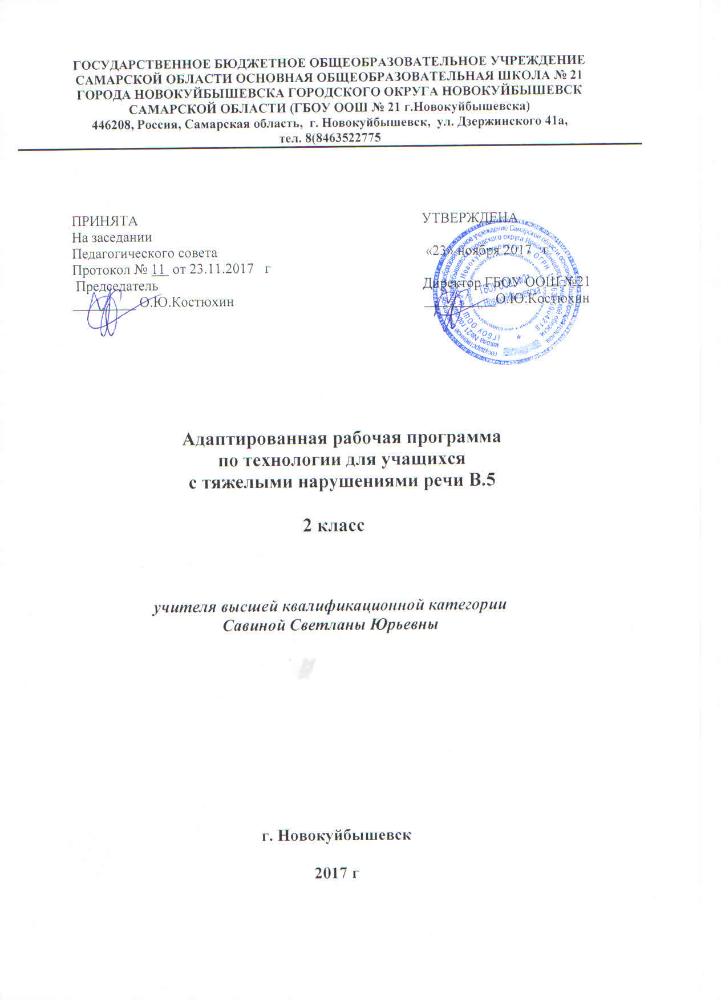 ГОСУДАРСТВЕННОЕ БЮДЖЕТНОЕ ОБЩЕОБРАЗОВАТЕЛЬНОЕ УЧРЕЖДЕНИЕ
САМАРСКОЙ ОБЛАСТИ ОСНОВНАЯ ОБЩЕОБРАЗОВАТЕЛЬНАЯ ШКОЛА № 21
ГОРОДА НОВОКУЙБЫШЕВСКА ГОРОДСКОГО ОКРУГА НОВОКУЙБЫШЕВСК
САМАРСКОЙ ОБЛАСТИ (ГБОУ ООШ № 21 г.Новокуйбышевска)
446208, Россия, Самарская область, г. Новокуйбышевск, ул. Дзержинского 41а,
тел. 8(8463522775
ПРИНЯТА
На заседании
Педагогического совета
Протокол № 11 от 23.11.2017 г
Председатель
О.Ю.Костюхин
УТВЕРЖДЕНА
«23» ноября 2017 г
Директор ГБОУ ООШ №21
О.Ю.Костюхин
ГБОУ ООШ №21
г. Новокуйбышевска
Адаптированная рабочая программа
по технологии для учащихся
с тяжелыми нарушениями речи В.5
2 класс
учителя высшей квалификационной категории
Савиной Светланы Юрьевны
г. Новокуйбышевск
2017 г